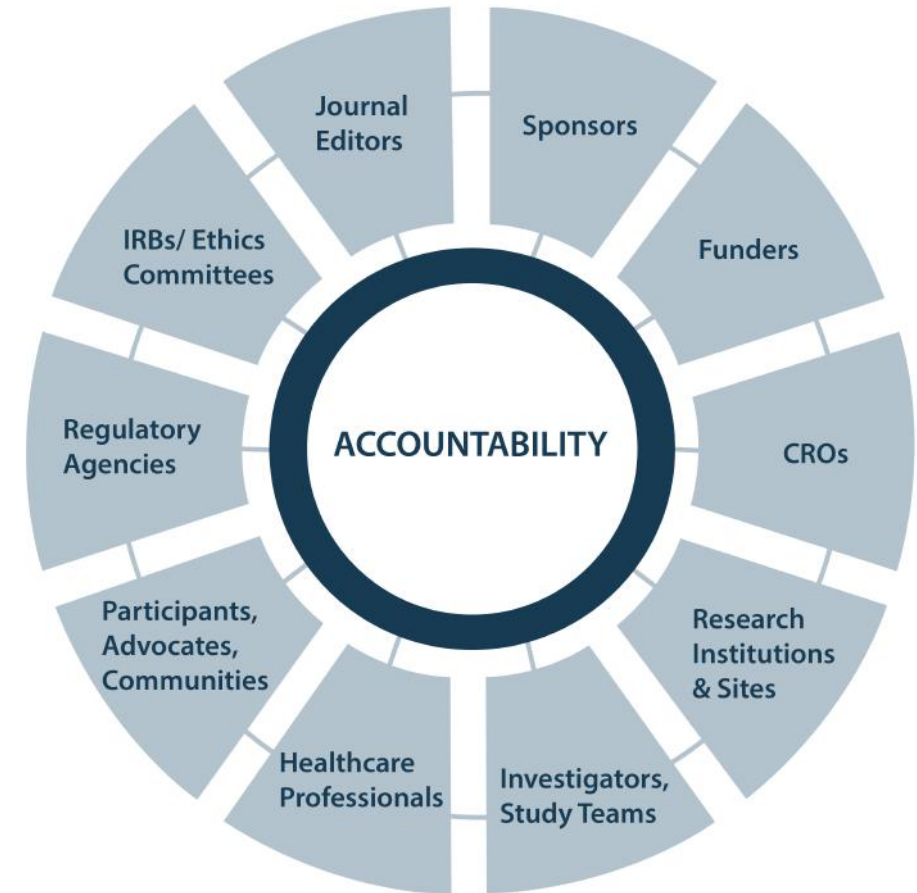 Journal
Editors
Sponsors
Funders
CROs
Research
Institutions
& Sites
Investigators,
Study Teams
Healthcare
Professionals
Participants,
Advocates,
Communities
Regulatory
Agencies
IRBs/ Ethics
Committees
ACCOUNTABILITY